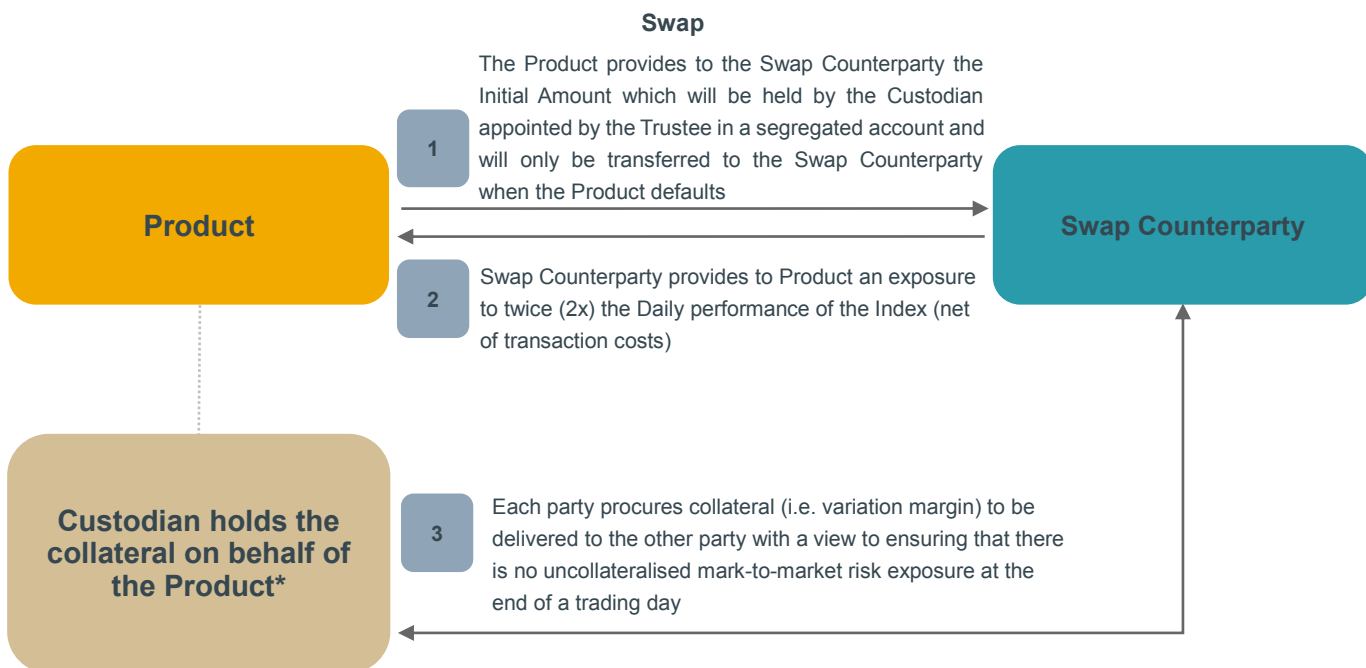 Swap
The Product provides to the Swap Counterparty the
Initial Amount which will be held by the Custodian
appointed by the Trustee in a segregated account and
will only be transferred to the Swap Counterparty
when the Product defaults
1
Product
Swap Counterparty
2
Swap Counterparty provides to Product an exposure
to twice (2x) the Daily performance of the Index (net
of transaction costs)
Custodian holds the
collateral on behalf of
the Product*
3
Each party procures collateral (i.e. variation margin) to be
delivered to the other party with a view to ensuring that there
is no uncollateralised mark-to-market risk exposure at the
end of a trading day